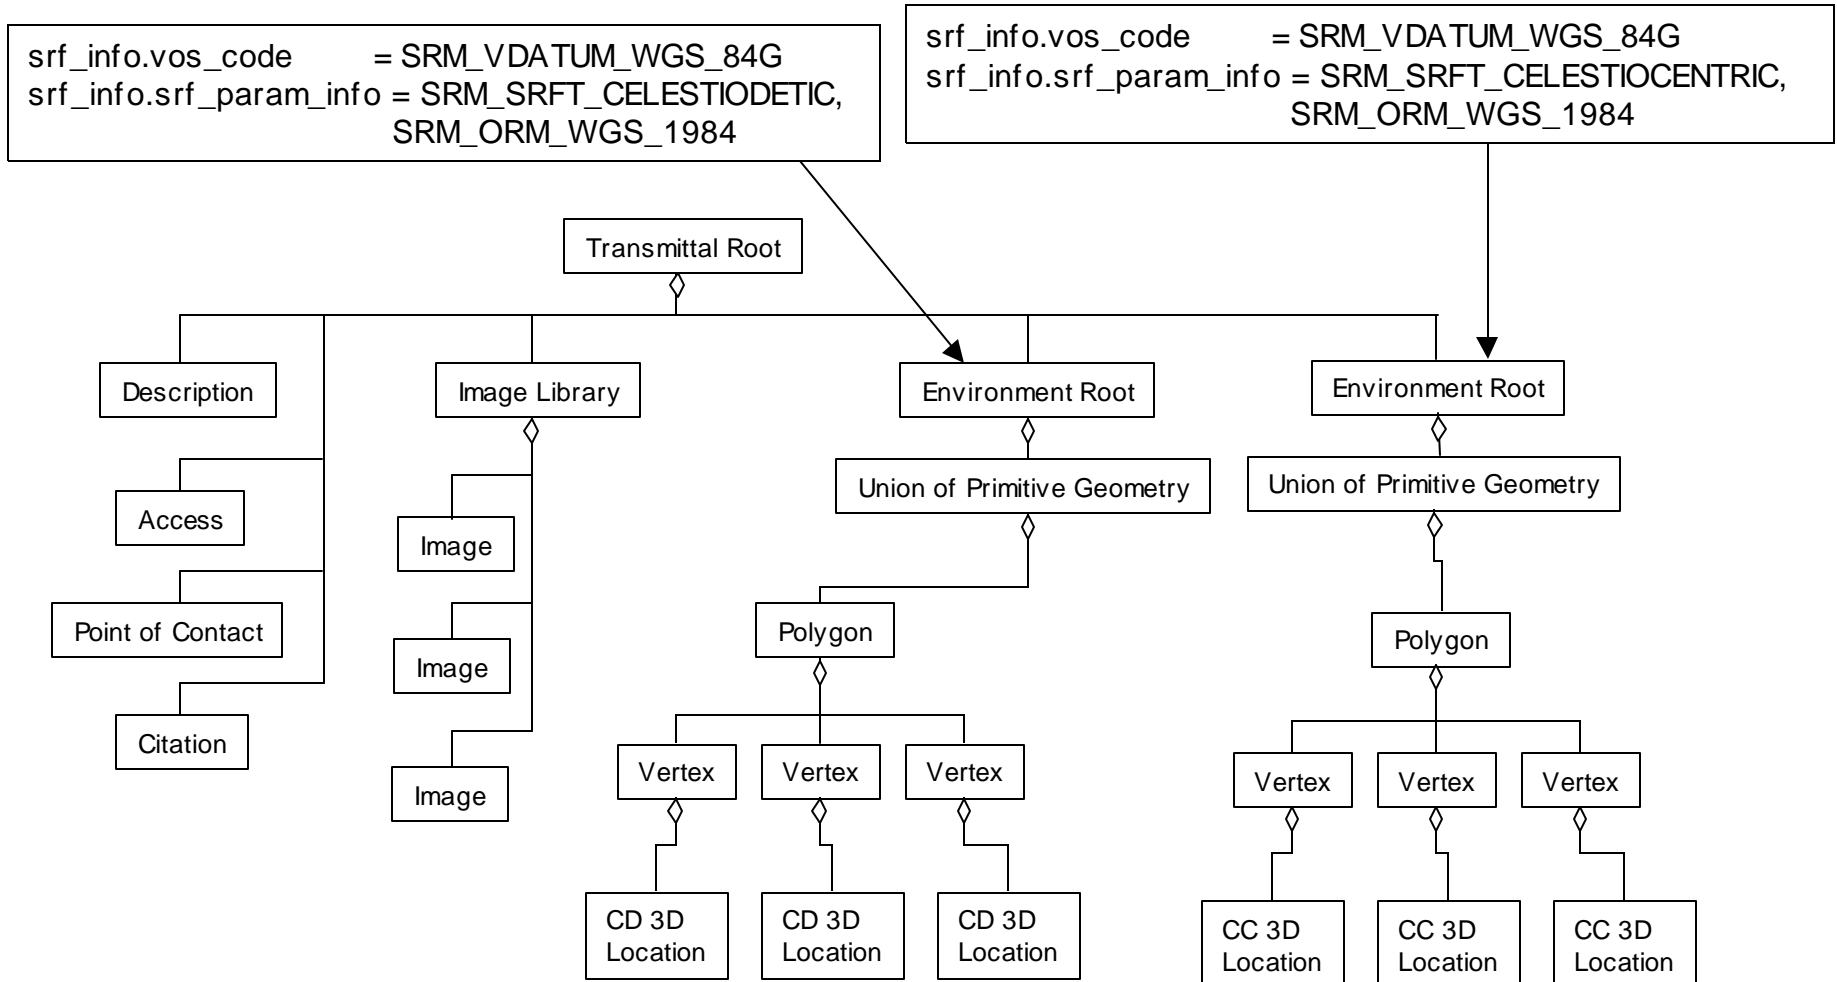 srf_info.vos_code = SRM_VDATUM_WGS_84G
srf_info.srf_param_info = SRM_SRFT_CELESTIODETIC,
SRM_ORM_WGS_1984
srf_info.vos_code = SRM_VDATUM_WGS_84G
srf_info.srf_param_info = SRM_SRFT_CELESTIOCENTRIC,
SRM_ORM_WGS_1984
Transmittal Root
Description
Image Library
Environment Root
Environment Root
Union of Primitive Geometry
Union of Primitive Geometry
Access
Image
Point of Contact
Image
Polygon
Polygon
Citation
Image
Vertex
Vertex
Vertex
Vertex
Vertex
Vertex
CD 3D
Location
CD 3D
Location
CD 3D
Location
CC 3D
Location
CC 3D
Location
CC 3D
Location